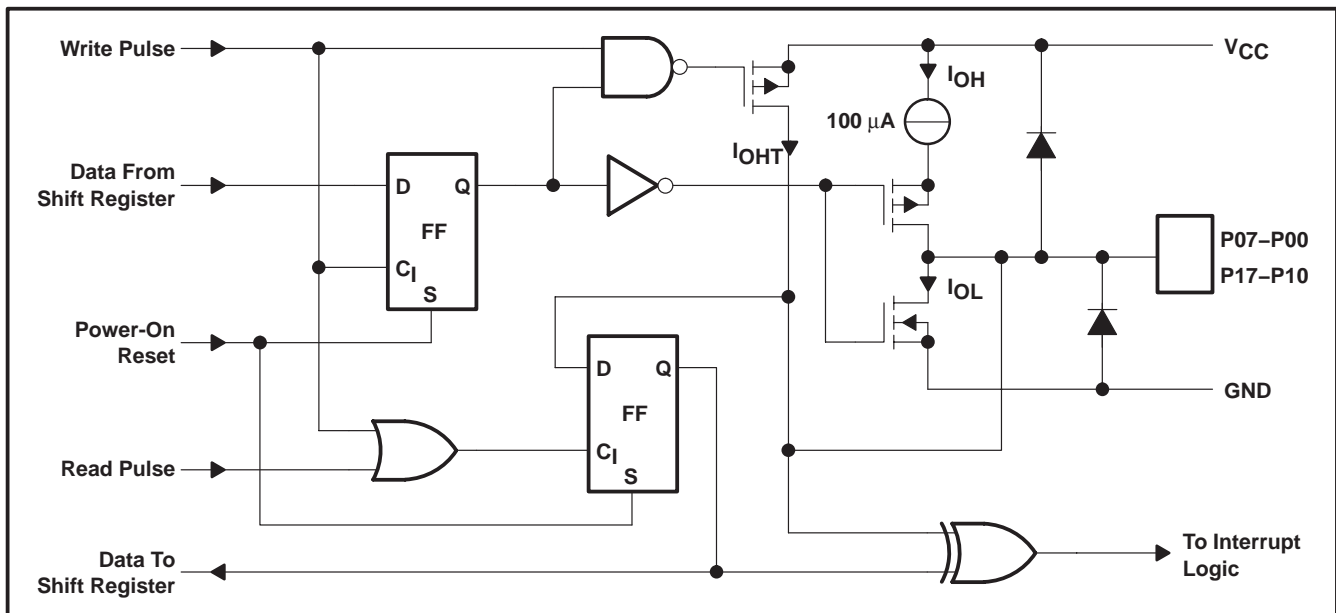 Write Pulse
VCC
IOH
100 μA
IOHT
Data From
Shift Register
D
Q
FF
CI
S
P07–P00
P17–P10
IOL
Power-On
Reset
D
Q
FF
CI
S
GND
Read Pulse
Data To
Shift Register
To Interrupt
Logic